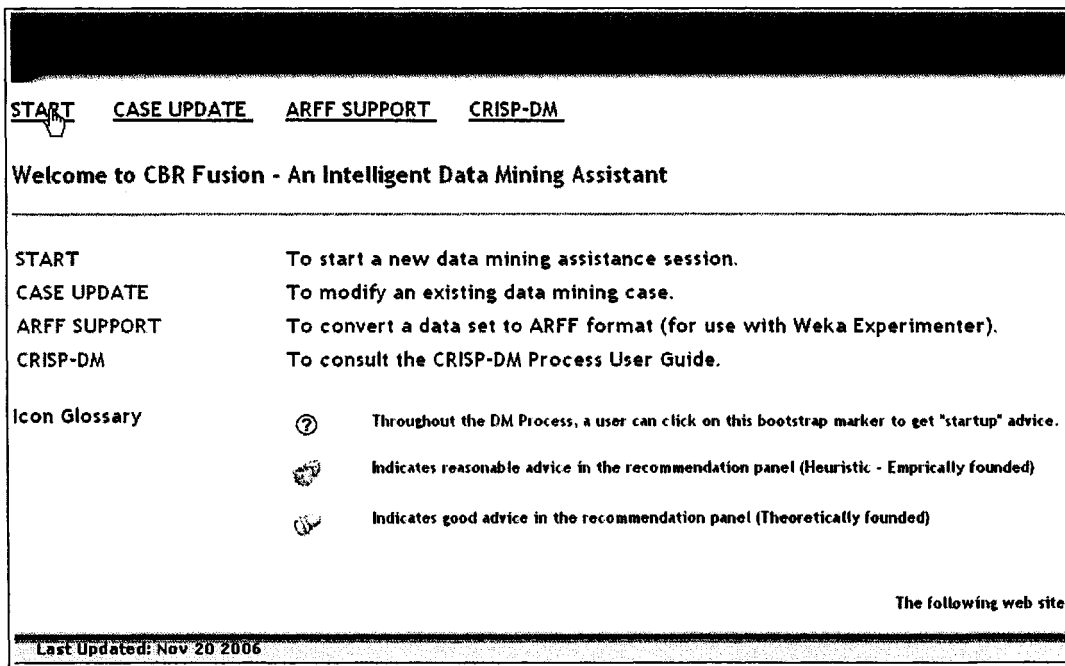 START CASE UPDATE ARFF SUPPORT CRISP-DM
Welcome to CBR Fusion - An Intelligent Data Mining Assistant
START To start a new data mining assistance session.
CASE UPDATE To modify an existing data mining case.
ARFF SUPPORT To convert a data set to ARFF format (for use with Weka Experimenter).
CRISP-DM To consult the CRISP-DM Process User Guide.
Icon Glossary ? Throughout the DM Process, a user can click on this bootstrap marker to get "startup" advice.
Indicates reasonable advice in the recommendation panel (Heuristic - Emprically founded)
Indicates good advice in the recommendation panel (Theoretically founded)
The following web site
Last Updated: Nov 20 2006